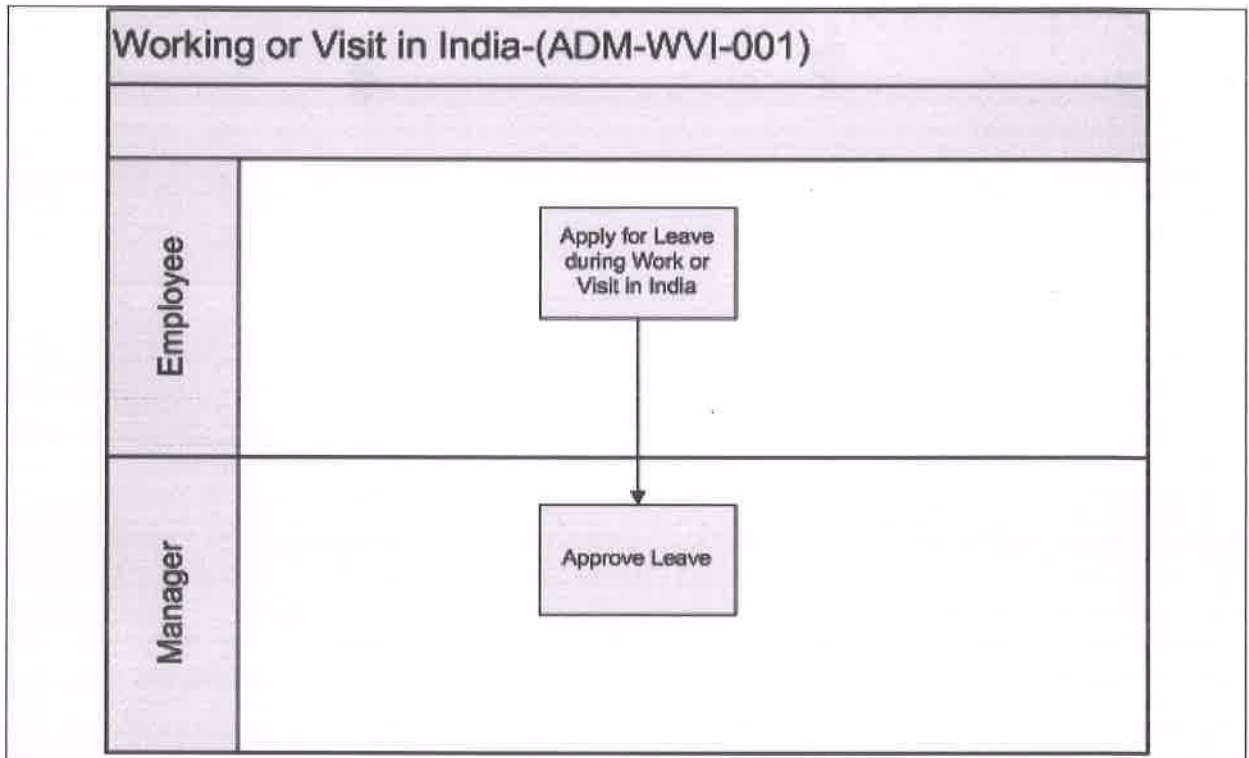 Working or Visit in India-(ADM-WVI-001)
Employee
Apply for Leave
during Work or
Visit in India
Manager
Approve Leave